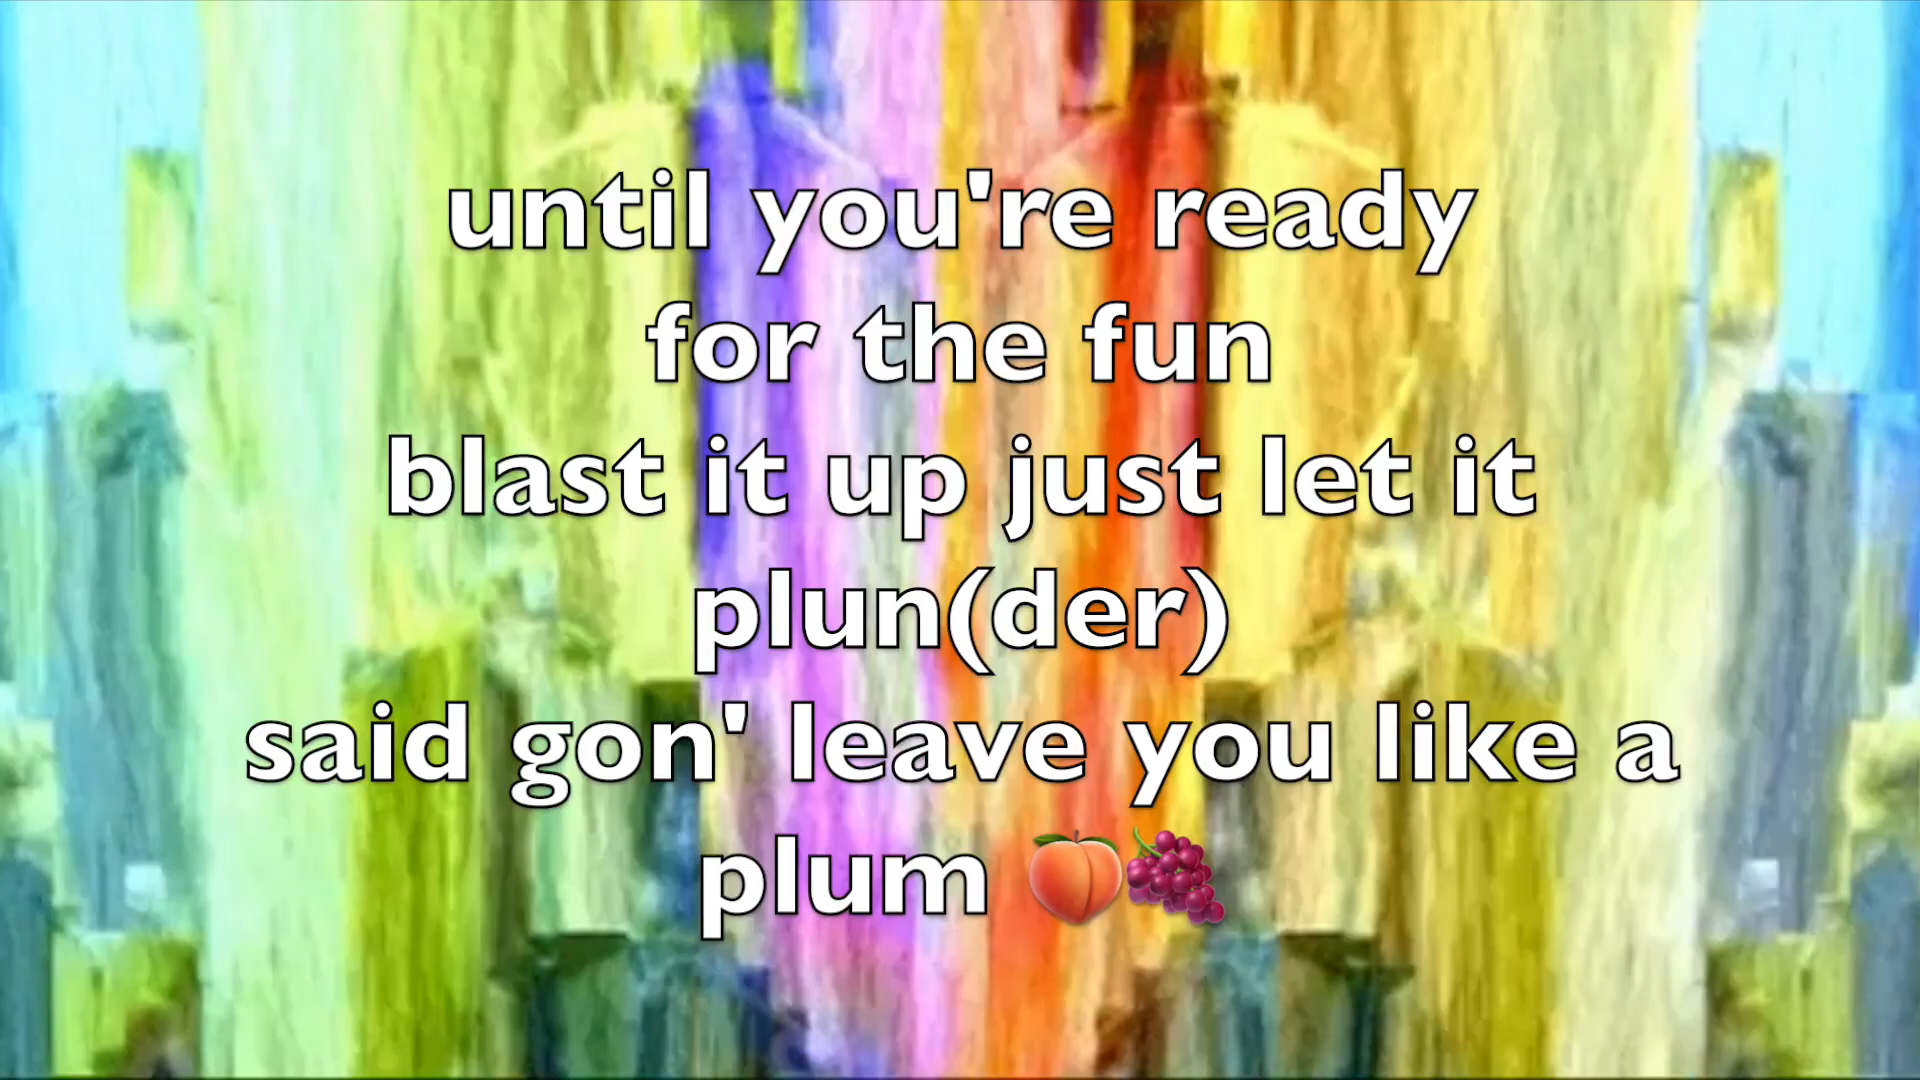 until you're ready
for the fun
blast it up just let it
plun(der)
said gon' leave you like a
plum 🍑🍇